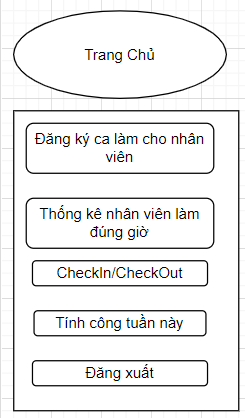 Trang Chủ
Đăng ký ca làm cho nhân
viên
Thống kê nhân viên làm
đúng giờ
CheckIn/CheckOut
Tính công tuần này
Đăng xuất